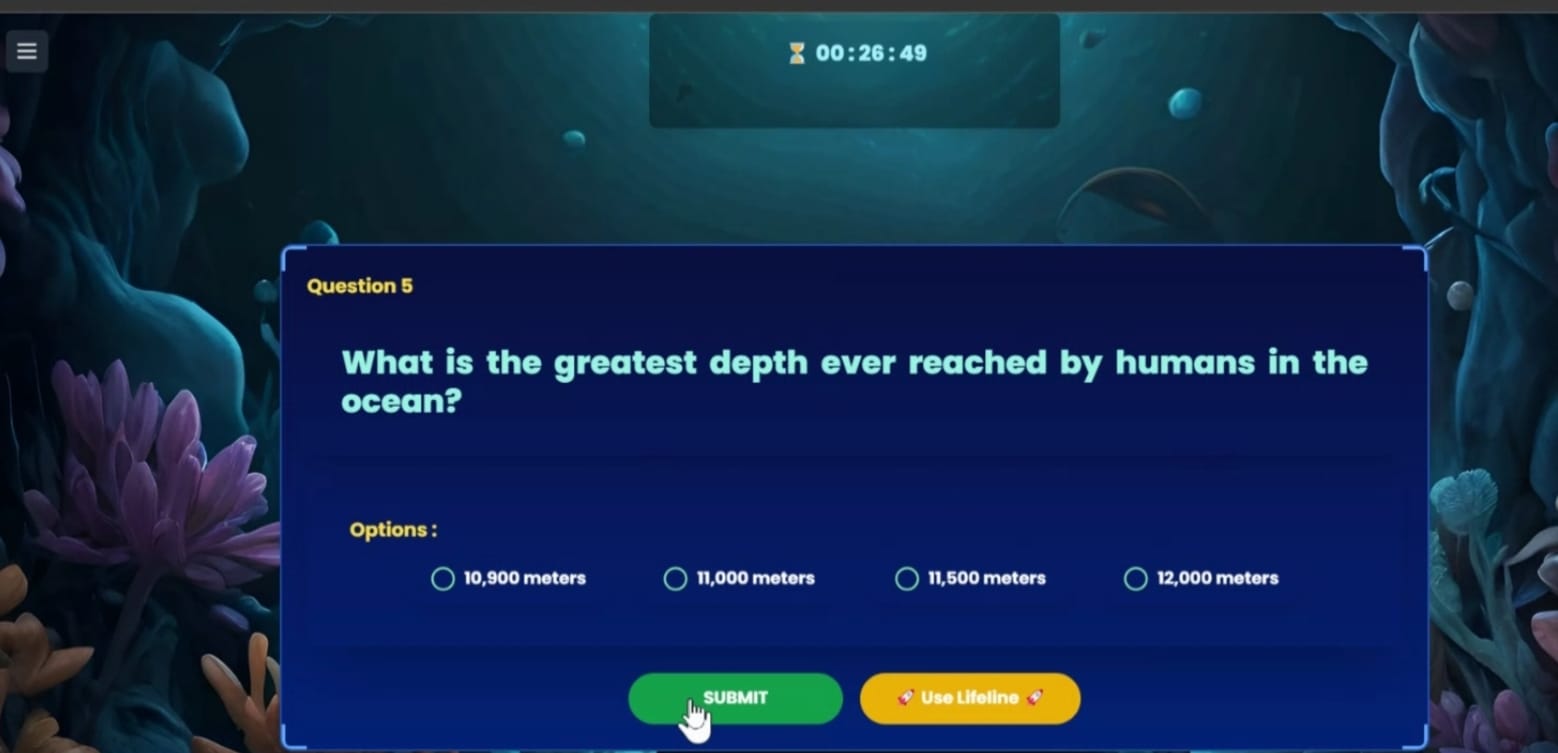 ⏳ 00:26:49
Question 5
What is the greatest depth ever reached by humans in the
ocean?
Options :
10,900 meters 11,000 meters 11,500 meters 12,000 meters
SUBMIT 🚀 Use Lifeline 🚀